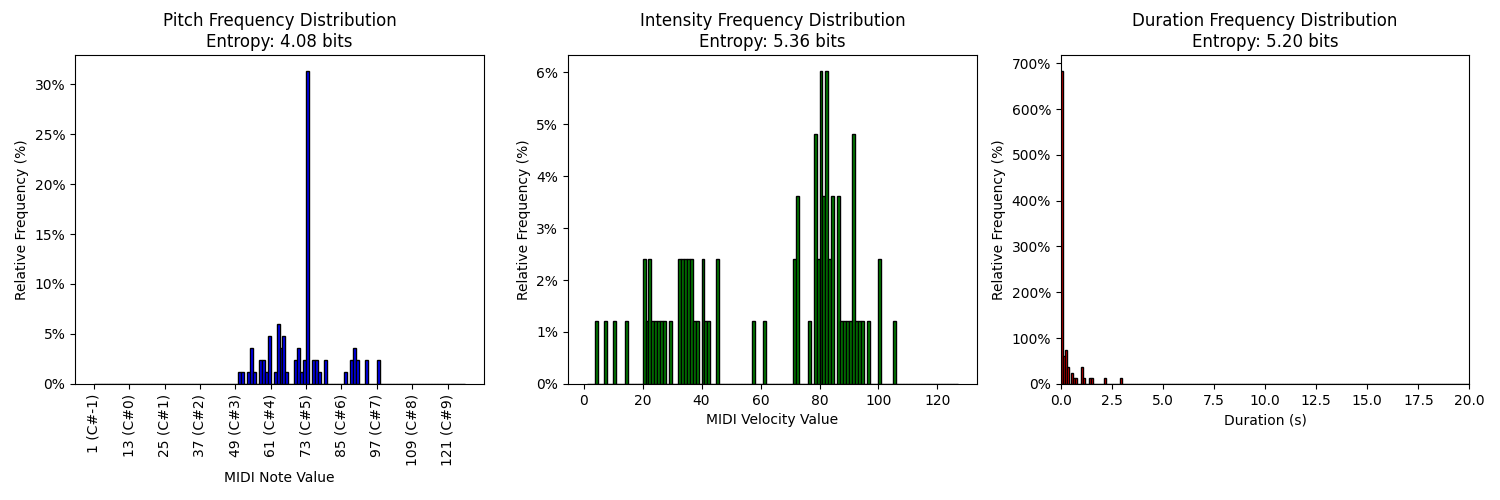 Pitch Frequency Distribution
Entropy: 4.08 bits
Relative Frequency (%)
30%
25%
20%
15%
10%
5%
0%
1 (C#-1)
13 (C#0)
25 (C#1)
37 (C#2)
49 (C#3)
61 (C#4)
73 (C#5)
85 (C#6)
97 (C#7)
109 (C#8)
121 (C#9)
MIDI Note Value
Intensity Frequency Distribution
Entropy: 5.36 bits
Relative Frequency (%)
6%
5%
4%
3%
2%
1%
0%
0 20 40 60 80 100 120
MIDI Velocity Value
Duration Frequency Distribution
Entropy: 5.20 bits
Relative Frequency (%)
700%
600%
500%
400%
300%
200%
100%
0%
0.0 2.5 5.0 7.5 10.0 12.5 15.0 17.5 20.0
Duration (s)